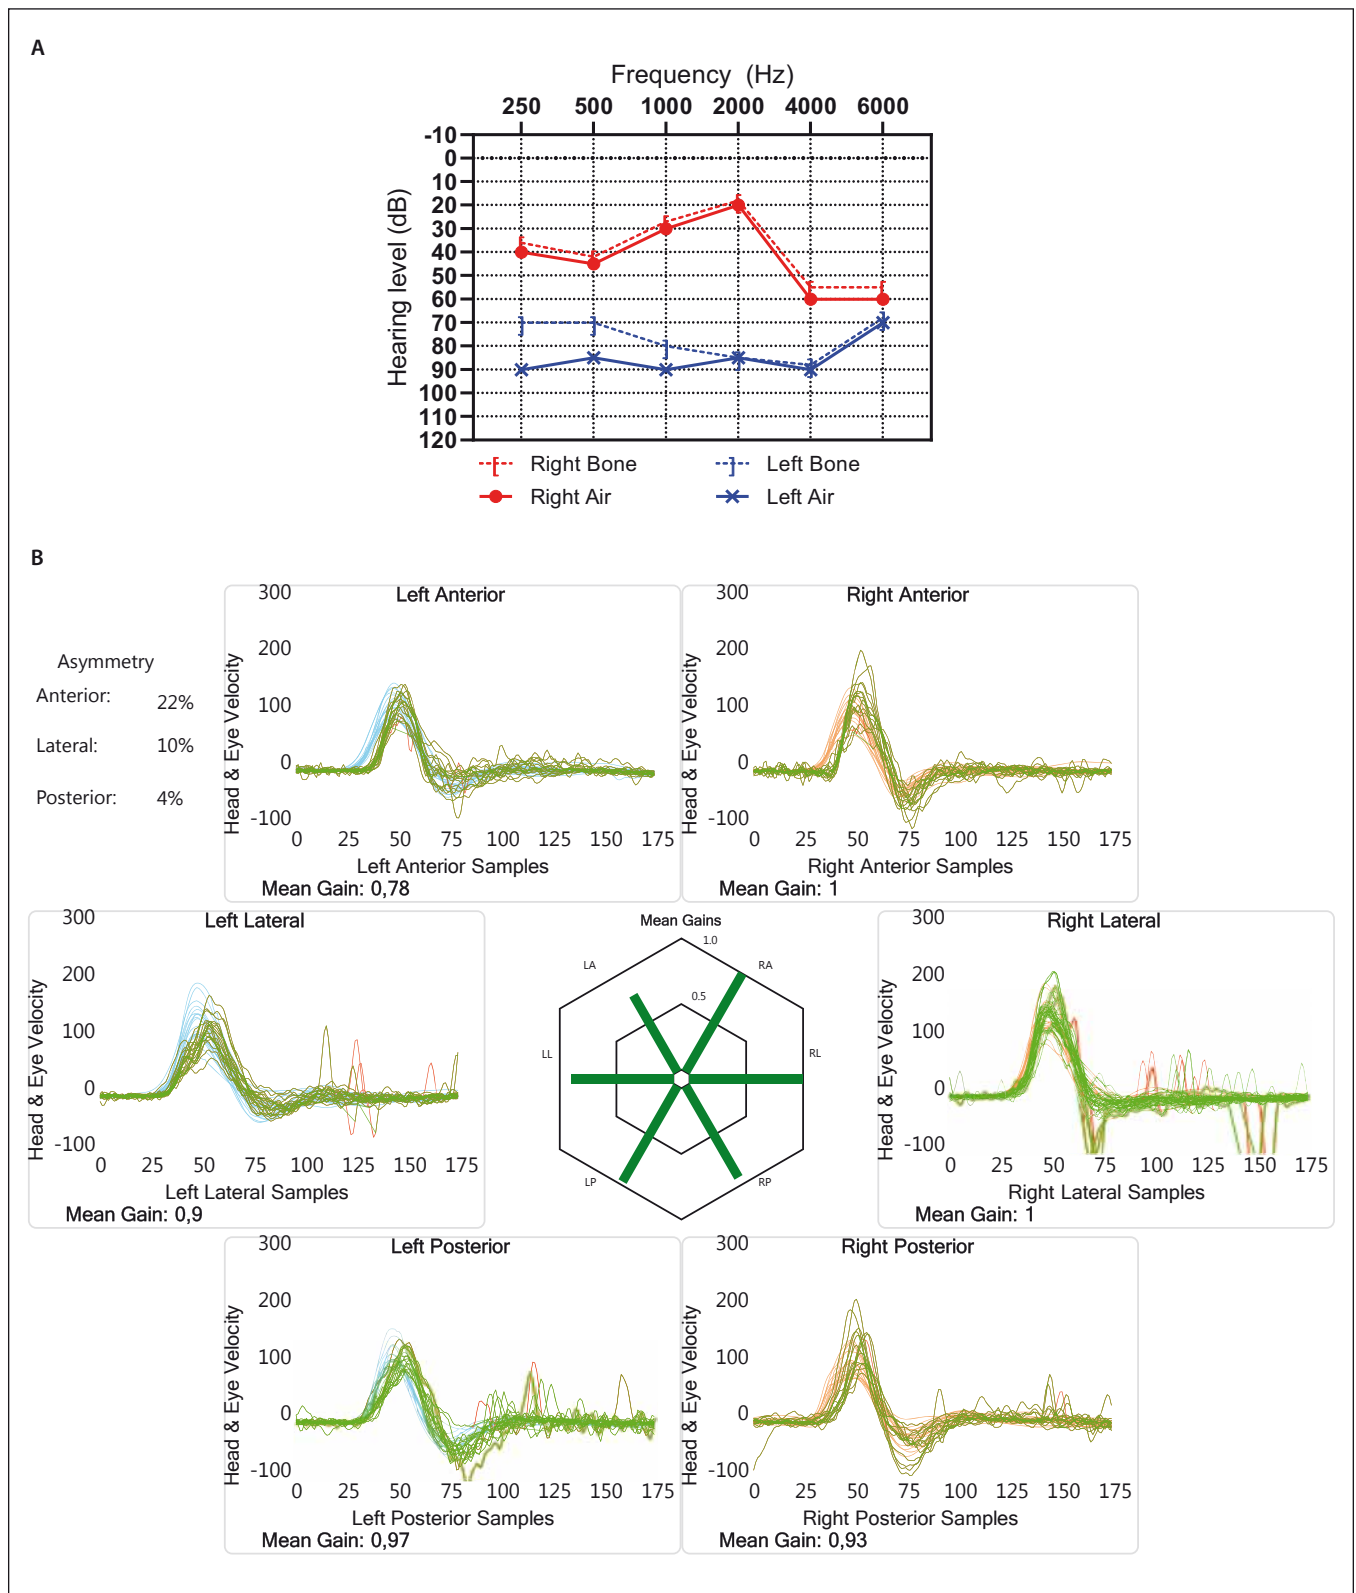 A
Frequency (Hz)
250 500 1000 2000 4000 6000
Hearing level (dB)
-10
0
10
20
30
40
50
60
70
80
90
100
110
120
Right Bone
Left Bone
Right Air
Left Air
B
Asymmetry
Anterior: 22%
Lateral: 10%
Posterior: 4%
Left Anterior
Head & Eye Velocity
300
200
100
0
-100
0 25 50 75 100 125 150 175
Left Anterior Samples
Mean Gain: 0,78
Right Anterior
Head & Eye Velocity
300
200
100
0
-100
0 25 50 75 100 125 150 175
Right Anterior Samples
Mean Gain: 1
Left Lateral
Head & Eye Velocity
300
200
100
0
-100
0 25 50 75 100 125 150 175
Left Lateral Samples
Mean Gain: 0,9
Mean Gains
1.0
LA
RA
0.5
LL
RL
LP
RP
Right Lateral
Head & Eye Velocity
300
200
100
0
-100
0 25 50 75 100 125 150 175
Right Lateral Samples
Mean Gain: 1
Left Posterior
Head & Eye Velocity
300
200
100
0
-100
0 25 50 75 100 125 150 175
Left Posterior Samples
Mean Gain: 0,97
Right Posterior
Head & Eye Velocity
300
200
100
0
-100
0 25 50 75 100 125 150 175
Right Posterior Samples
Mean Gain: 0,93